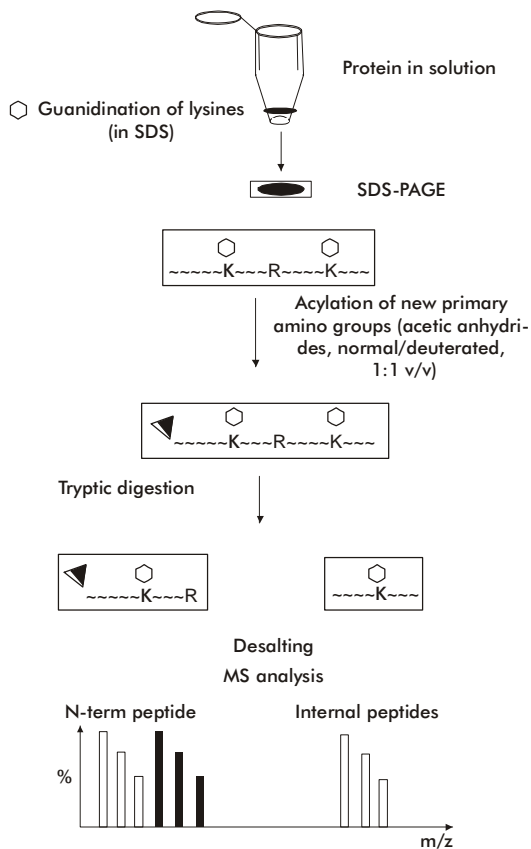 Protein in solution
Guanidination of lysines
(in SDS)
SDS-PAGE
~~~~~K~~~R~~~~K~~~
Acylation of new primary
amino groups (acetic anhydri-
des, normal/deuterated,
1:1 v/v)
~~~~~K~~~R~~~~K~~~
Tryptic digestion
~~~~~K~~~R
~~~~K~~~
Desalting
MS analysis
N-term peptide
Internal peptides
%
m/z